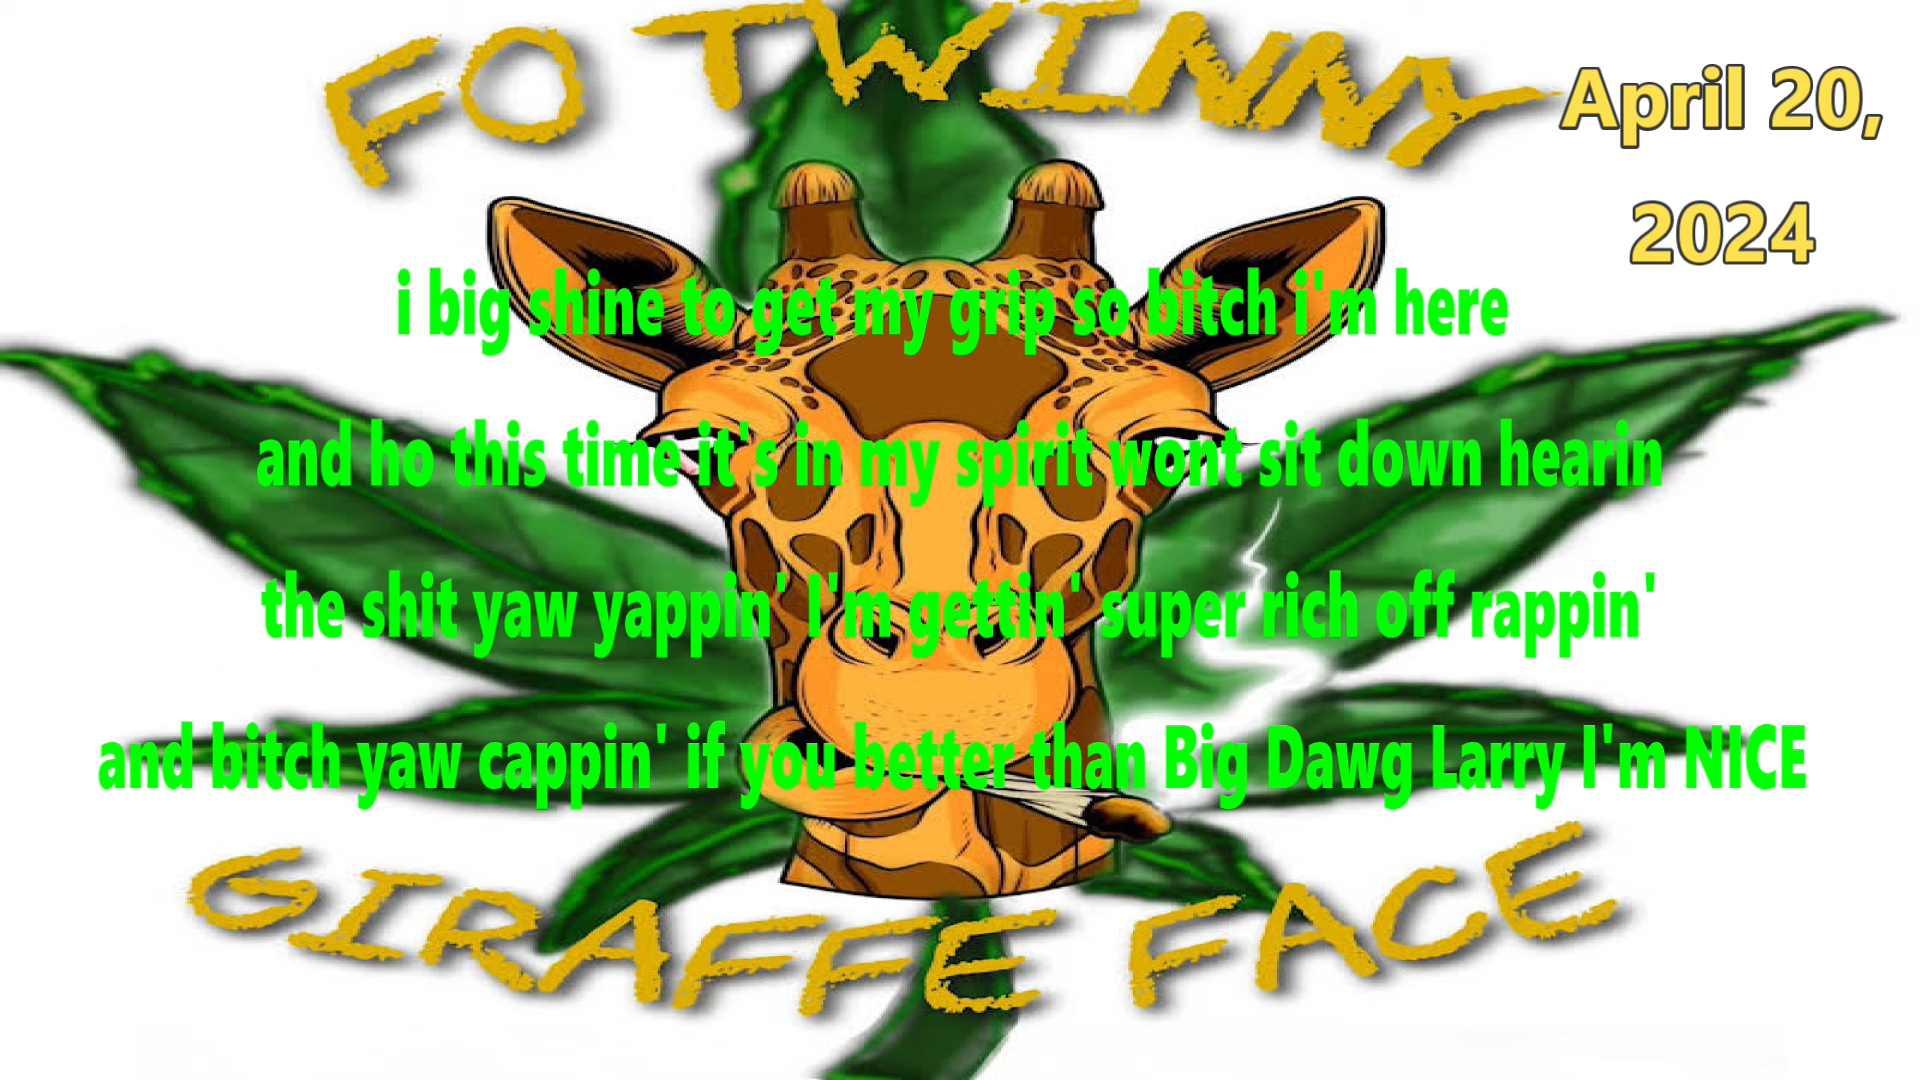 FO TWINNY
April 20,
2024
i big shine to get my grip so bitch i'm here
and ho this time it's in my spirit wont sit down hearin
the shit yaw yappin' I'm gettin' super rich off rappin'
and bitch yaw cappin' if you better than Big Dawg Larry I'm NICE
GIRAFFE FACE